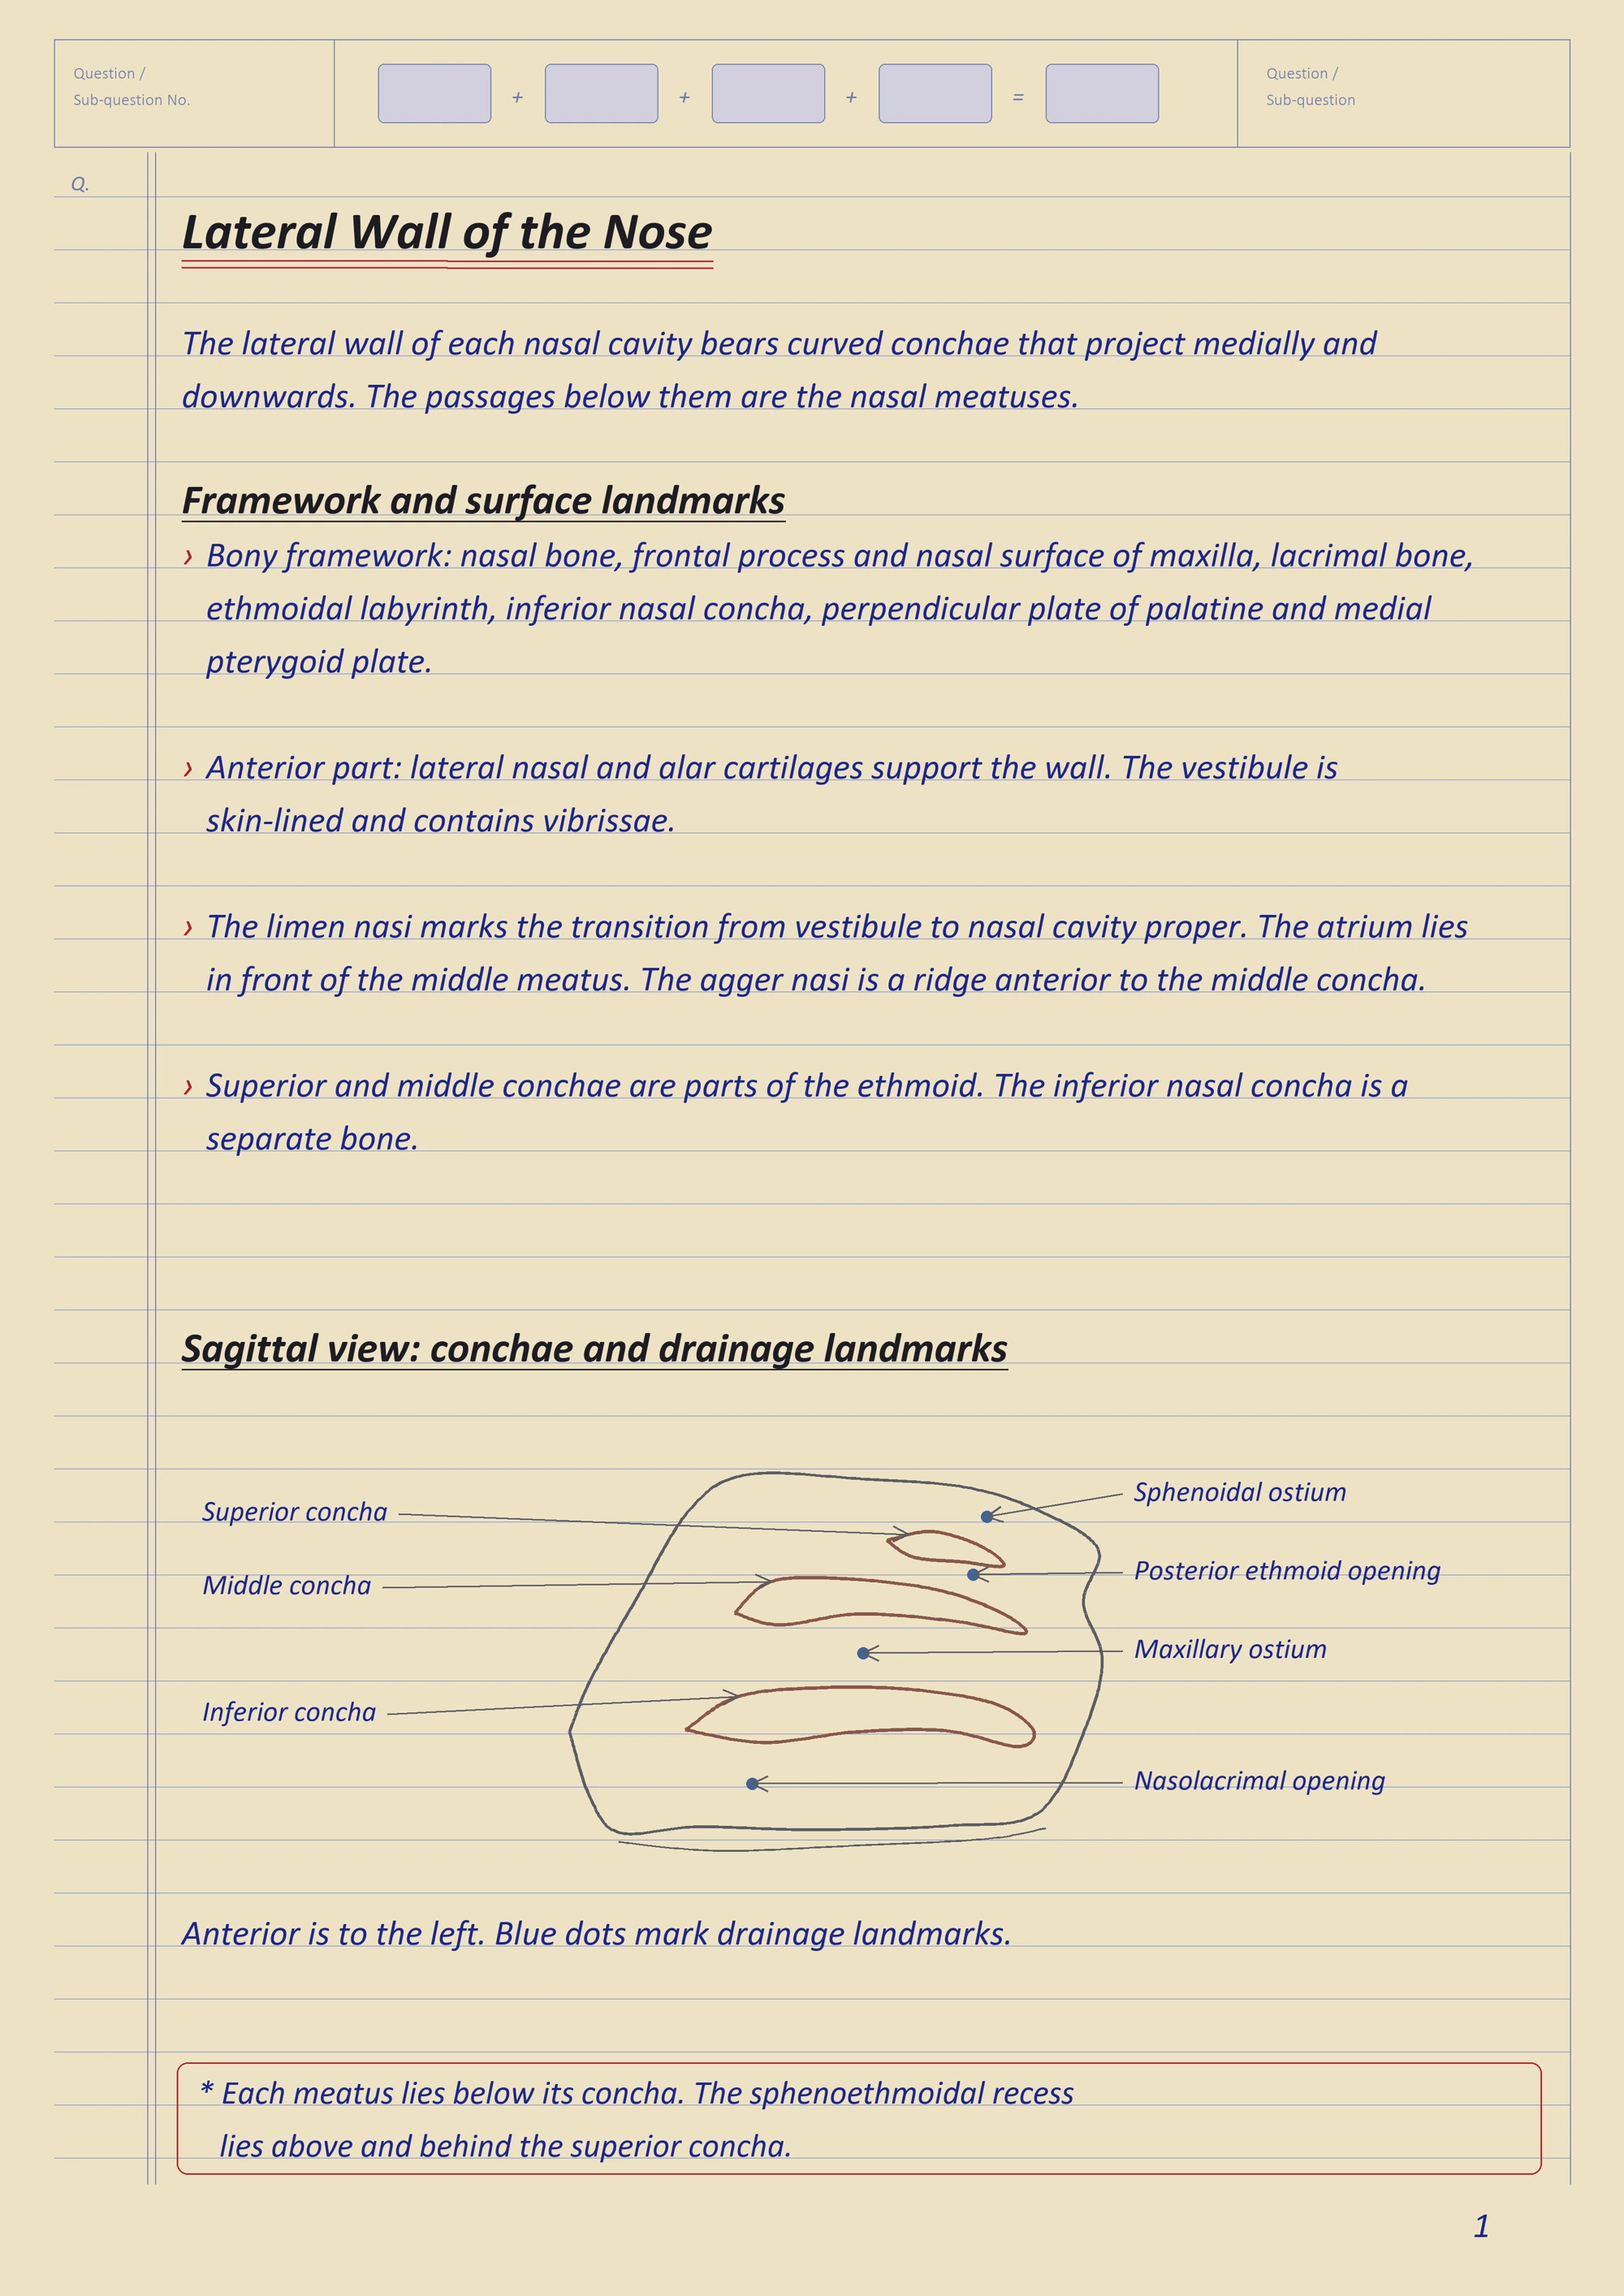 Question /
Sub-question No.
+ + + =
Question /
Sub-question
Q.
Lateral Wall of the Nose
The lateral wall of each nasal cavity bears curved conchae that project medially and
downwards. The passages below them are the nasal meatuses.
Framework and surface landmarks
› Bony framework: nasal bone, frontal process and nasal surface of maxilla, lacrimal bone,
ethmoidal labyrinth, inferior nasal concha, perpendicular plate of palatine and medial
pterygoid plate.
› Anterior part: lateral nasal and alar cartilages support the wall. The vestibule is
skin-lined and contains vibrissae.
› The limen nasi marks the transition from vestibule to nasal cavity proper. The atrium lies
in front of the middle meatus. The agger nasi is a ridge anterior to the middle concha.
› Superior and middle conchae are parts of the ethmoid. The inferior nasal concha is a
separate bone.
Sagittal view: conchae and drainage landmarks
Superior concha
Middle concha
Inferior concha
Sphenoidal ostium
Posterior ethmoid opening
Maxillary ostium
Nasolacrimal opening
Anterior is to the left. Blue dots mark drainage landmarks.
* Each meatus lies below its concha. The sphenoethmoidal recess
lies above and behind the superior concha.
1